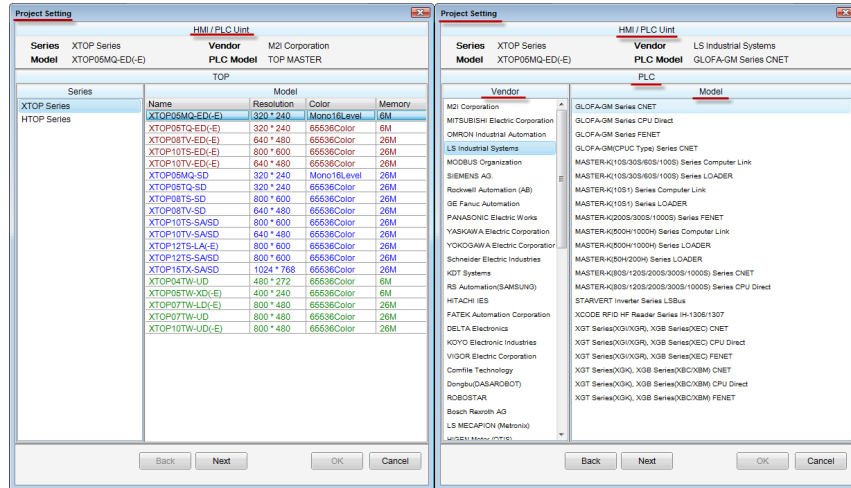 Project Setting
HMI / PLC Uint
Series XTOP Series Vendor M2I Corporation
Model XTOP05MQ-ED(-E) PLC Model TOP MASTER
TOP
Series Model
XTOP Series
HTOP Series
Name Resolution Color Memory
XTOP05MQ-ED(-E) 320 * 240 Mono16Level 6M
XTOP05TQ-ED(-E) 320 * 240 65536Color 6M
XTOP08TV-ED(-E) 640 * 480 65536Color 26M
XTOP10TS-ED(-E) 800 * 600 65536Color 26M
XTOP10TV-ED(-E) 640 * 480 65536Color 26M
XTOP05MQ-SD 320 * 240 Mono16Level 26M
XTOP05TQ-SD 320 * 240 65536Color 26M
XTOP08TS-SD 800 * 600 65536Color 26M
XTOP08TV-SD 640 * 480 65536Color 26M
XTOP10TS-SA/SD 800 * 600 65536Color 26M
XTOP10TV-SA/SD 640 * 480 65536Color 26M
XTOP12TS-LA(-E) 800 * 600 65536Color 26M
XTOP12TS-SA/SD 800 * 600 65536Color 26M
XTOP15TX-SA/SD 1024 * 768 65536Color 26M
XTOP04TW-UD 480 * 272 65536Color 6M
XTOP05TW-XD(-E) 400 * 240 65536Color 6M
XTOP07TW-LD(-E) 800 * 480 65536Color 26M
XTOP07TW-UD 800 * 480 65536Color 26M
XTOP10TW-UD(-E) 800 * 480 65536Color 26M
Back Next OK Cancel
Project Setting
HMI / PLC Uint
Series XTOP Series Vendor LS Industrial Systems
Model XTOP05MQ-ED(-E) PLC Model GLOFA-GM Series CNET
PLC
Vendor Model
M2I Corporation
MITSUBISHI Electric Corporation
OMRON Industrial Automation
LS Industrial Systems
MODBUS Organization
SIEMENS AG.
Rockwell Automation (AB)
GE Fanuc Automation
PANASONIC Electric Works
YASKAWA Electric Corporation
YOKOGAWA Electric Corporation
Schneider Electric Industries
KDT Systems
RS Automation(SAMSUNG)
HITACHI IES
FATEK Automation Corporation
DELTA Electronics
KOYO Electronic Industries
VIGOR Electric Corporation
Comfile Technology
Dongbu(DASAROBOT)
ROBOSTAR
Bosch Rexroth AG
LS MECAPION (Metronix)
HIGEN Motor (OTIS)
GLOFA-GM Series CNET
GLOFA-GM Series CPU Direct
GLOFA-GM Series FENET
GLOFA-GM(CPUC Type) Series CNET
MASTER-K(10S/30S/60S/100S) Series Computer Link
MASTER-K(10S/30S/60S/100S) Series LOADER
MASTER-K(10S1) Series Computer Link
MASTER-K(10S1) Series LOADER
MASTER-K(200S/300S/1000S) Series FENET
MASTER-K(500H/1000H) Series Computer Link
MASTER-K(500H/1000H) Series LOADER
MASTER-K(50H/200H) Series LOADER
MASTER-K(80S/120S/200S/300S/1000S) Series CNET
MASTER-K(80S/120S/200S/300S/1000S) Series CPU Direct
STARVERT Inverter Series LSBus
XCODE RFID HF Reader Series IH-1306/1307
XGT Series(XGI/XGR), XGB Series(XEC) CNET
XGT Series(XGI/XGR), XGB Series(XEC) CPU Direct
XGT Series(XGI/XGR), XGB Series(XEC) FENET
XGT Series(XGK), XGB Series(XBC/XBM) CNET
XGT Series(XGK), XGB Series(XBC/XBM) CPU Direct
XGT Series(XGK), XGB Series(XBC/XBM) FENET
Back Next OK Cancel